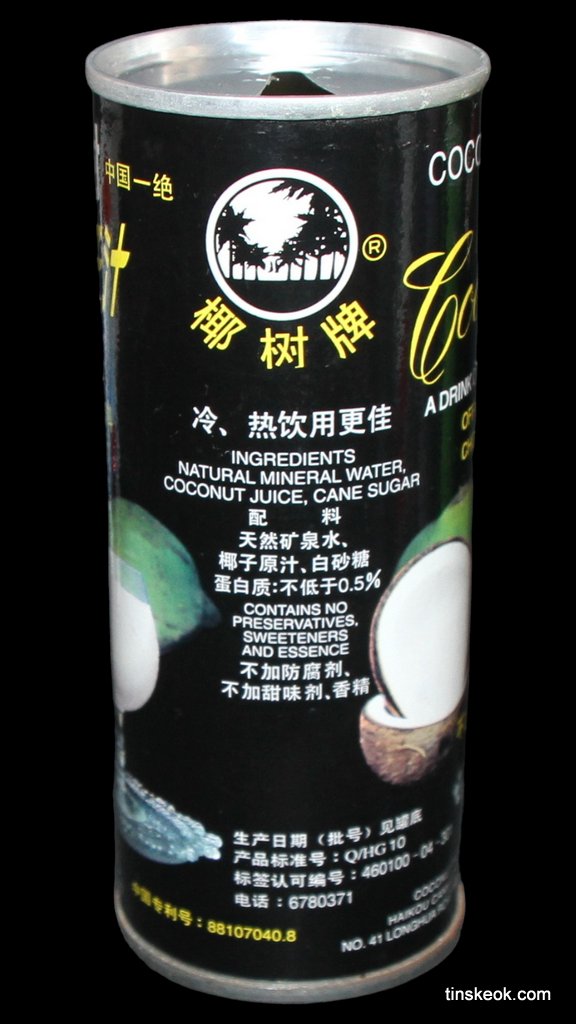 中国一绝
汁
®
椰树牌
COCO
Co
A DRINK
冷、热饮用更佳
INGREDIENTS
NATURAL MINERAL WATER,
COCONUT JUICE, CANE SUGAR
配 料
天然矿泉水、
椰子原汁、白砂糖
蛋白质:不低于0.5%
CONTAINS NO
PRESERVATIVES,
SWEETENERS
AND ESSENCE
不加防腐剂、
不加甜味剂、香精
生产日期（批号）见罐底
产品标准号：Q/HG 10
标签认可编号：460100-04-
电话：6780371
中国专利号：88107040.8
COCON
HAIKOU
NO. 41 LONGHUA
tinskeok.com